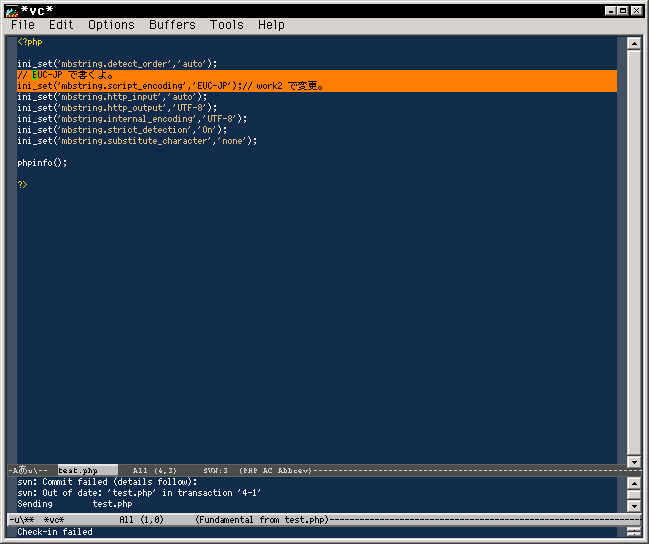 *vc*
File Edit Options Buffers Tools Help
<?php
ini_set('mbstring.detect_order','auto');
// EUC-JP で書くよ。
ini_set('mbstring.script_encoding','EUC-JP');// work2 で変更。
ini_set('mbstring.http_input','auto');
ini_set('mbstring.http_output','UTF-8');
ini_set('mbstring.internal_encoding','UTF-8');
ini_set('mbstring.strict_detection','On');
ini_set('mbstring.substitute_character','none');
phpinfo();
?>
-Aあu\-- test.php All (4,3) SVN:3 (PHP AC Abbrev)
svn: Commit failed (details follow):
svn: Out of date: 'test.php' in transaction '4-1'
Sending test.php
-u\** *vc* All (1,0) (Fundamental from test.php)
Check-in failed